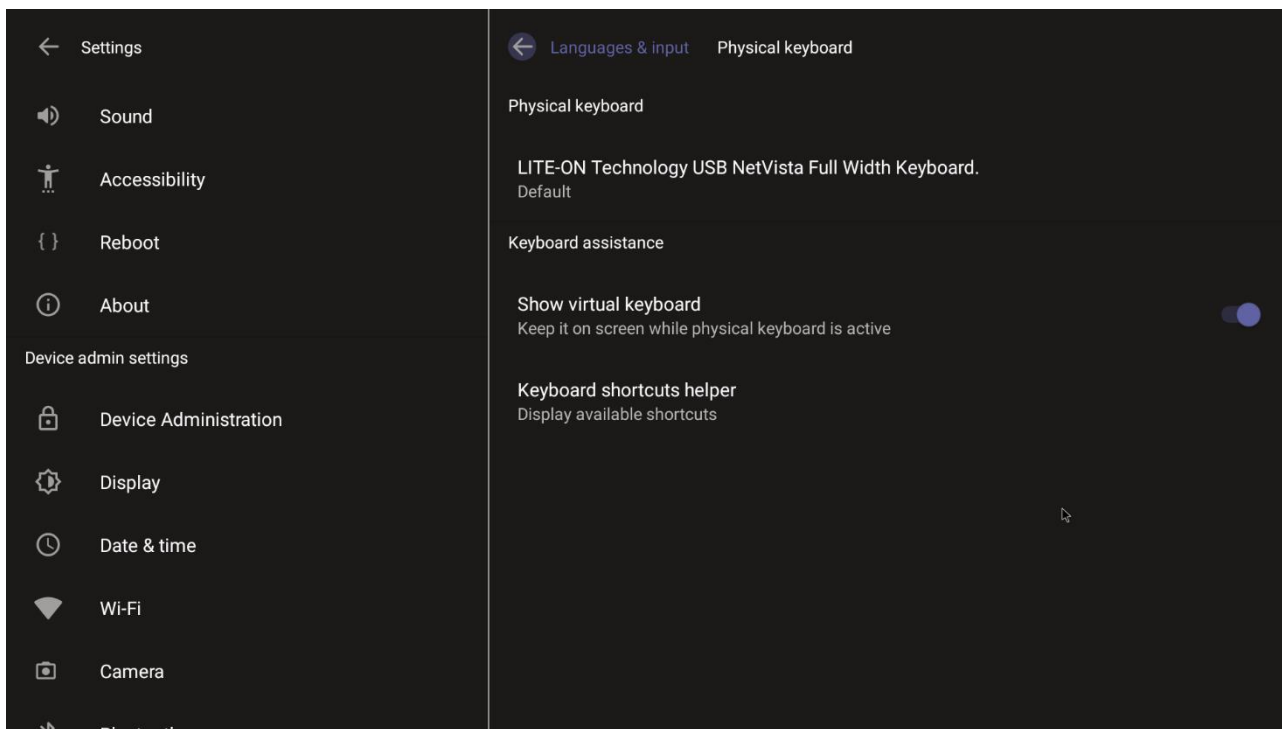 Settings
Sound
Accessibility
{ } Reboot
About
Device admin settings
Device Administration
Display
Date & time
Wi-Fi
Camera
Languages & input Physical keyboard
Physical keyboard
LITE-ON Technology USB NetVista Full Width Keyboard.
Default
Keyboard assistance
Show virtual keyboard
Keep it on screen while physical keyboard is active
Keyboard shortcuts helper
Display available shortcuts